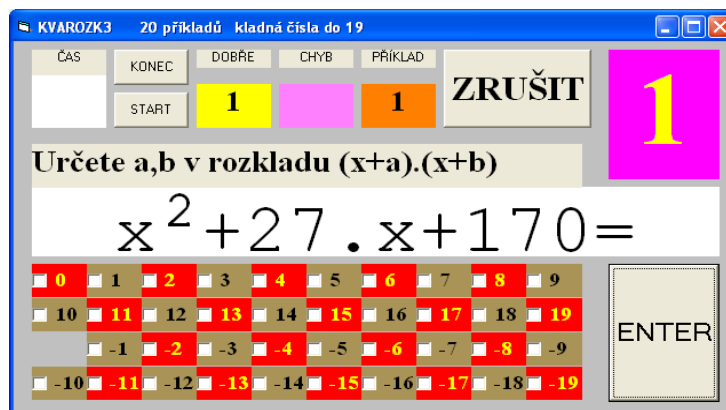 KVAROZK3 20 příkladů kladná čísla do 19
ČAS KONEC DOBŘE CHYB PŘÍKLAD ZRUŠIT 1
START 1 1
Určete a,b v rozkladu (x+a).(x+b)
x²+27.x+170=
0 1 2 3 4 5 6 7 8 9
10 11 12 13 14 15 16 17 18 19
ENTER
-1 -2 -3 -4 -5 -6 -7 -8 -9
-10 -11 -12 -13 -14 -15 -16 -17 -18 -19